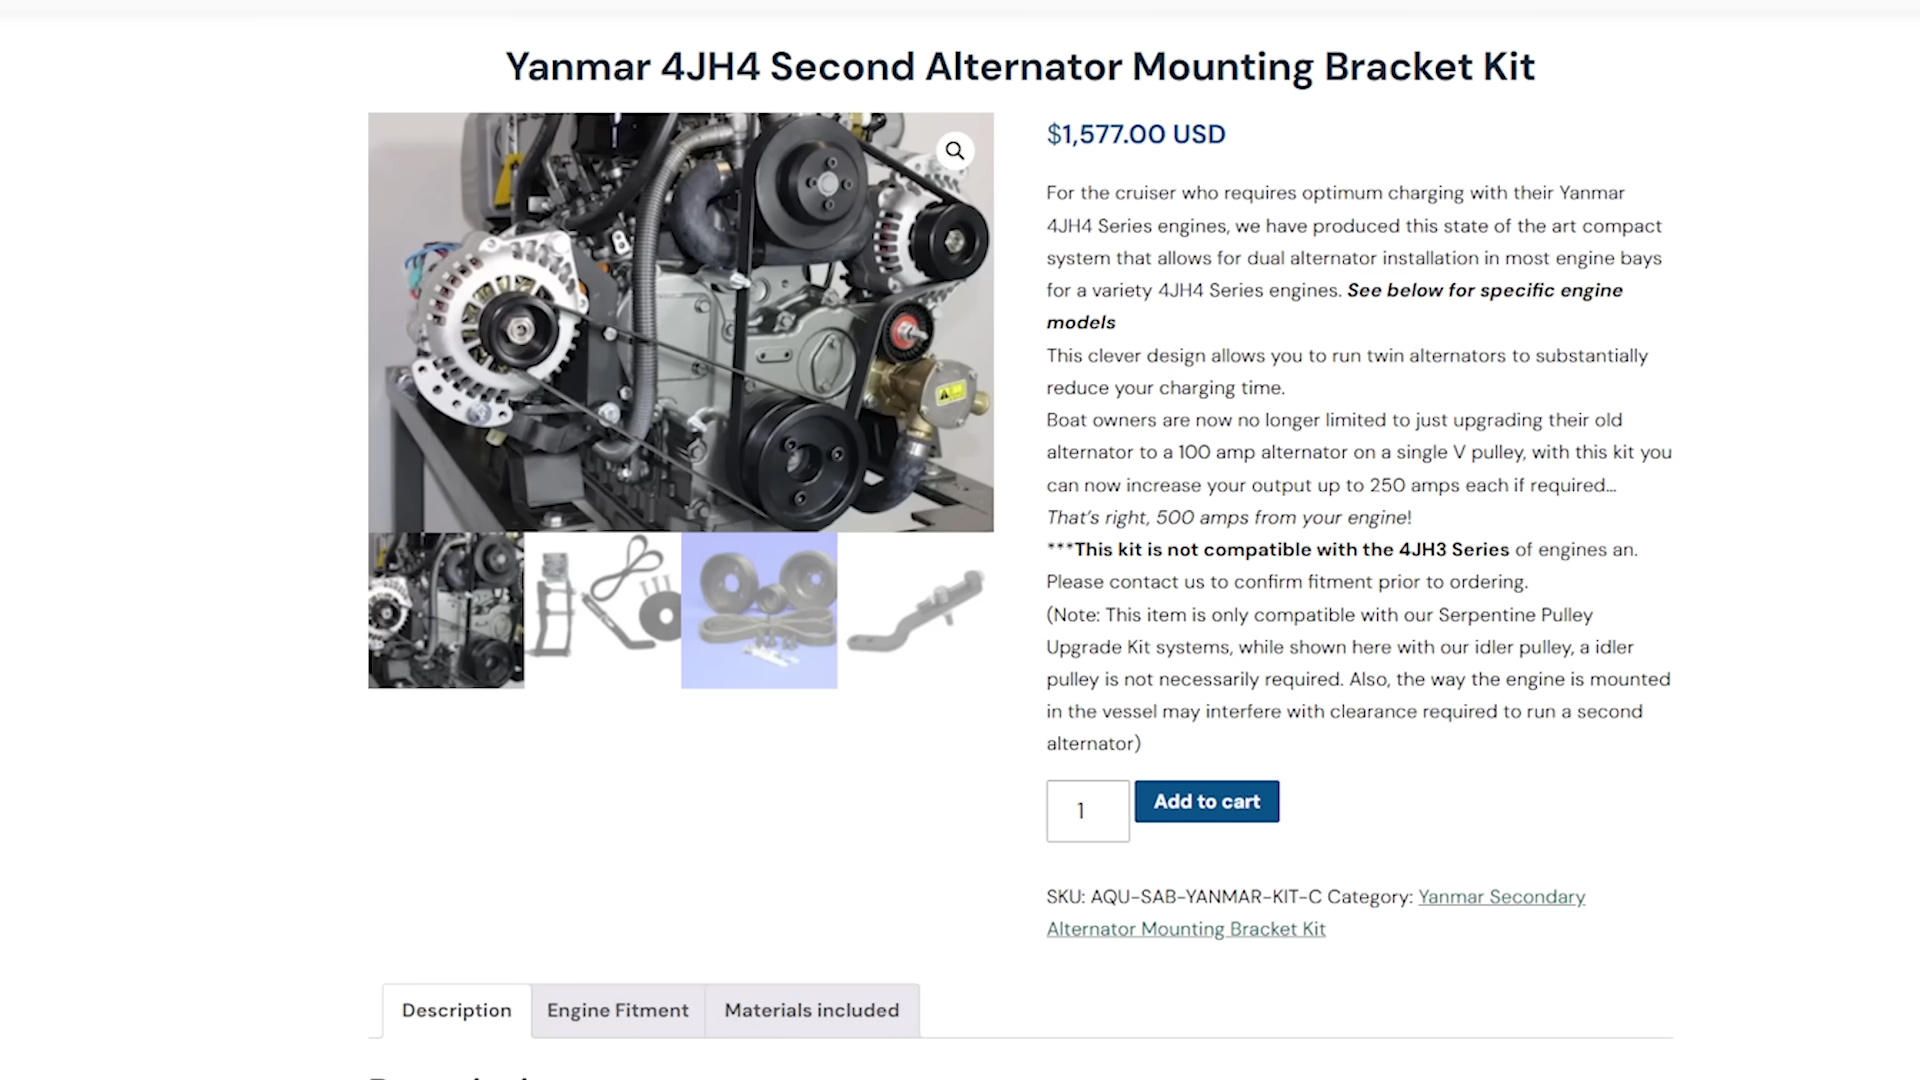 Yanmar 4JH4 Second Alternator Mounting Bracket Kit
$1,577.00 USD
For the cruiser who requires optimum charging with their Yanmar
4JH4 Series engines, we have produced this state of the art compact
system that allows for dual alternator installation in most engine bays
for a variety 4JH4 Series engines. See below for specific engine
models
This clever design allows you to run twin alternators to substantially
reduce your charging time.
Boat owners are now no longer limited to just upgrading their old
alternator to a 100 amp alternator on a single V pulley, with this kit you
can now increase your output up to 250 amps each if required...
That's right, 500 amps from your engine!
***This kit is not compatible with the 4JH3 Series of engines an.
Please contact us to confirm fitment prior to ordering.
(Note: This item is only compatible with our Serpentine Pulley
Upgrade Kit systems, while shown here with our idler pulley, a idler
pulley is not necessarily required. Also, the way the engine is mounted
in the vessel may interfere with clearance required to run a second
alternator)
1
Add to cart
SKU: AQU-SAB-YANMAR-KIT-C Category: Yanmar Secondary
Alternator Mounting Bracket Kit
Description
Engine Fitment
Materials included